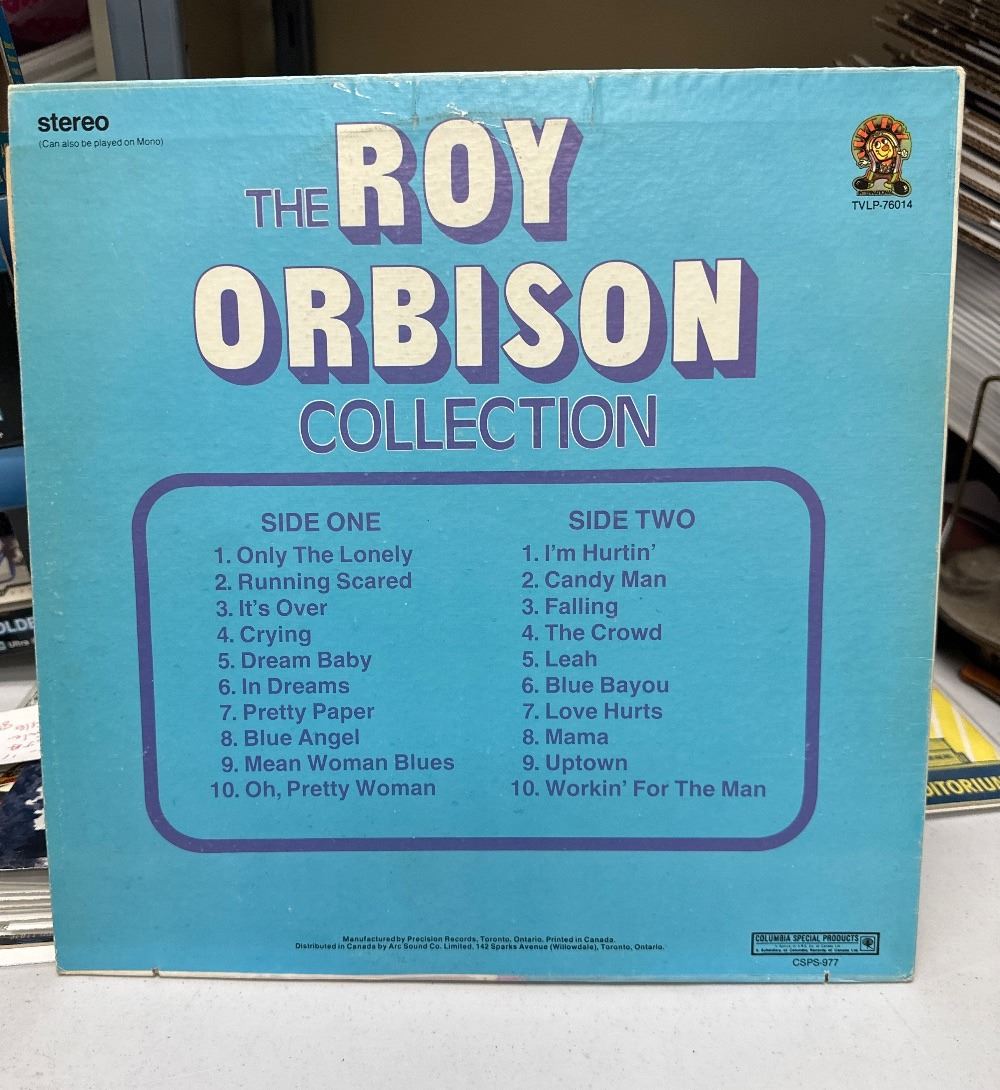 stereo
(Can also be played on Mono)
THE ROY
ORBISON
COLLECTION
INTERNATIONAL
TVLP-76014
SIDE ONE
1. Only The Lonely
2. Running Scared
3. It's Over
4. Crying
5. Dream Baby
6. In Dreams
7. Pretty Paper
8. Blue Angel
9. Mean Woman Blues
10. Oh, Pretty Woman
SIDE TWO
1. I'm Hurtin'
2. Candy Man
3. Falling
4. The Crowd
5. Leah
6. Blue Bayou
7. Love Hurts
8. Mama
9. Uptown
10. Workin' For The Man
Manufactured by Precision Records, Toronto, Ontario. Printed in Canada.
Distributed in Canada by Arc Sound Co. Limited, 142 Sparks Avenue (Willowdale), Toronto, Ontario.
COLUMBIA SPECIAL PRODUCTS
CSPS-977
DITORIU
OLDE